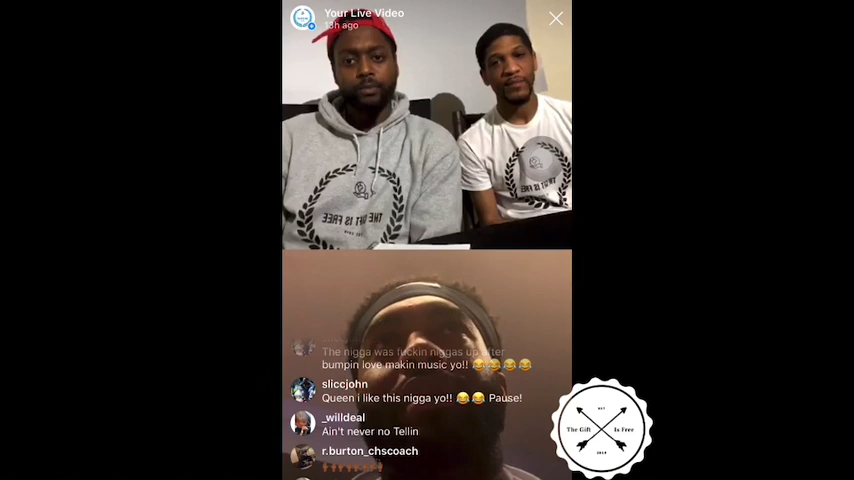 Your Live Video
13h ago
THE GIFT IS FREE
THE GIFT IS FREE
The nigga was fuckin niggas up after
bumpin love makin music yo!! 😂😂😂😂
sliccjohn
Queen i like this nigga yo!! 😂😂 Pause!
_willdeal
Ain't never no Tellin
r.burton_chscoach
EST
The Gift Is Free
2018